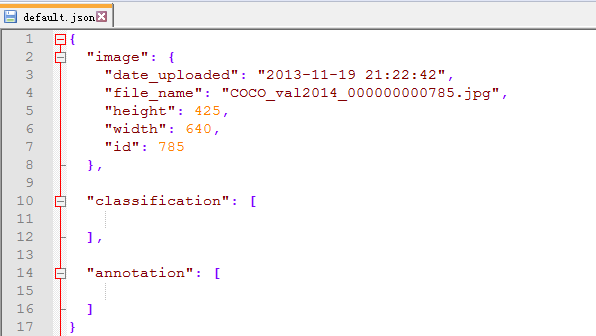 default.json
1 {
2 "image": {
3 "date_uploaded": "2013-11-19 21:22:42",
4 "file_name": "COCO_val2014_000000000785.jpg",
5 "height": 425,
6 "width": 640,
7 "id": 785
8 },
9
10 "classification": [
11
12 ],
13
14 "annotation": [
15
16 ]
17 }